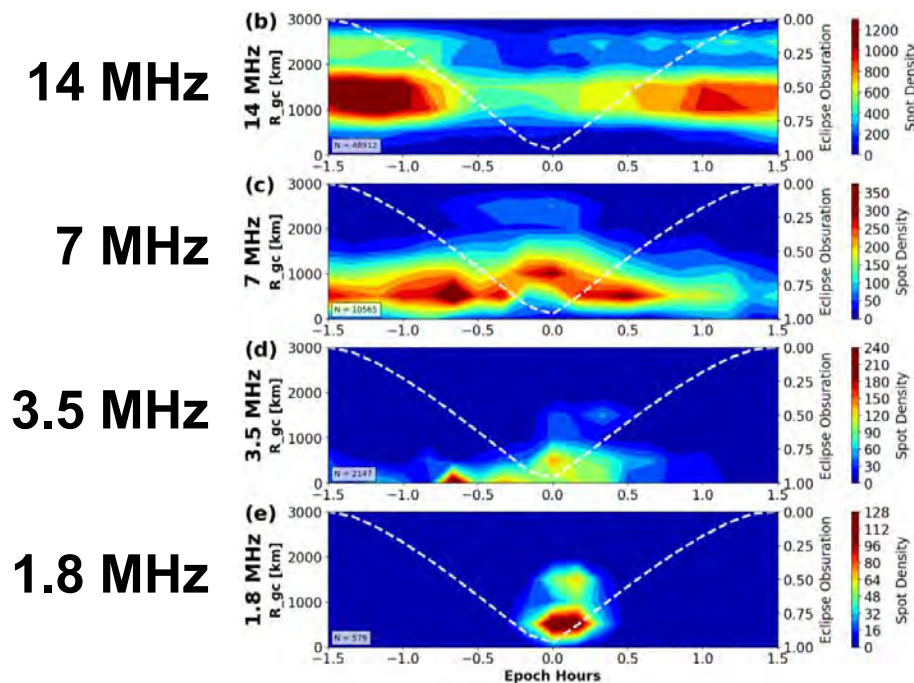 14 MHz
(b)
14 MHz
R_gc [km]
3000
2000
1000
0
N = 48912
−1.5 −1.0 −0.5 0.0 0.5 1.0 1.5
0.00
0.25
0.50
0.75
1.00
Eclipse Obsuration
1200
1000
800
600
400
200
0
Spot Density
7 MHz
(c)
7 MHz
R_gc [km]
3000
2000
1000
0
N = 10565
−1.5 −1.0 −0.5 0.0 0.5 1.0 1.5
0.00
0.25
0.50
0.75
1.00
Eclipse Obsuration
350
300
250
200
150
100
50
0
Spot Density
3.5 MHz
(d)
3.5 MHz
R_gc [km]
3000
2000
1000
0
N = 2147
−1.5 −1.0 −0.5 0.0 0.5 1.0 1.5
0.00
0.25
0.50
0.75
1.00
Eclipse Obsuration
240
210
180
150
120
90
60
30
0
Spot Density
1.8 MHz
(e)
1.8 MHz
R_gc [km]
3000
2000
1000
0
N = 579
−1.5 −1.0 −0.5 0.0 0.5 1.0 1.5
Epoch Hours
0.00
0.25
0.50
0.75
1.00
Eclipse Obsuration
128
112
96
80
64
48
32
16
0
Spot Density